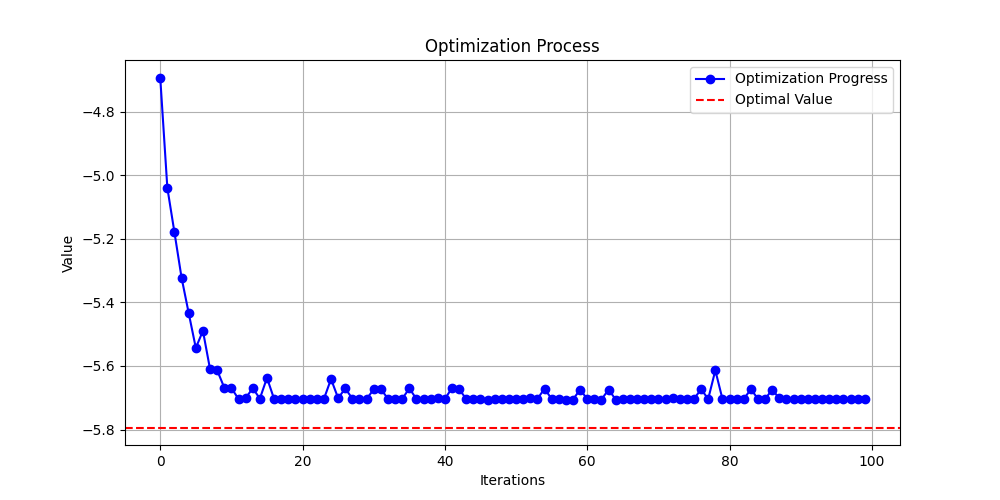 Optimization Process
Optimization Progress
Optimal Value
−4.8
−5.0
−5.2
−5.4
−5.6
−5.8
Value
0 20 40 60 80 100
Iterations